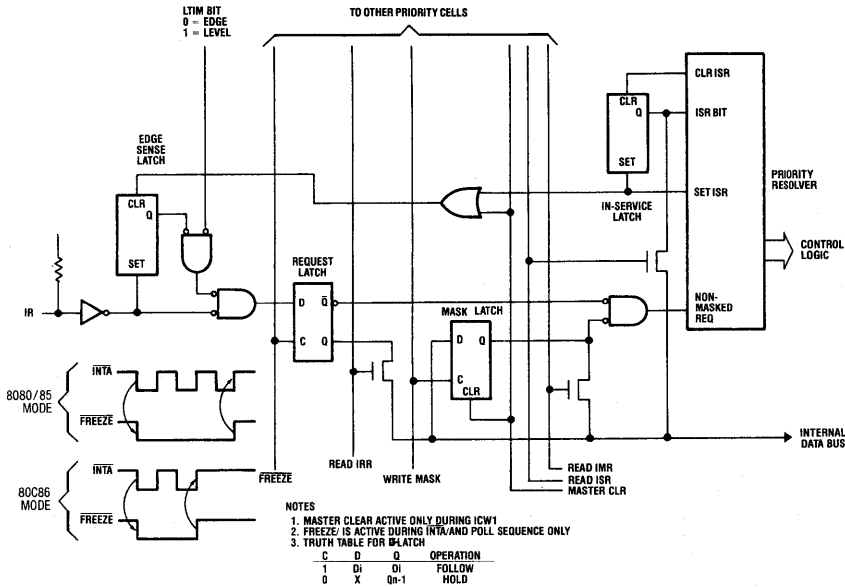 LTIM BIT
0 = EDGE
1 = LEVEL
TO OTHER PRIORITY CELLS
CLR ISR
CLR
Q
ISR BIT
SET
SET ISR
IN-SERVICE
LATCH
PRIORITY
RESOLVER
EDGE
SENSE
LATCH
CLR
Q
SET
REQUEST
LATCH
CONTROL
LOGIC
IR
D
Q
C
Q
MASK LATCH
D
Q
C
CLR
NON-
MASKED
REQ
8080/85
MODE
INTA
FREEZE
80C86
MODE
INTA
FREEZE
INTERNAL
DATA BUS
FREEZE
READ IRR
WRITE MASK
READ IMR
READ ISR
MASTER CLR
NOTES
1. MASTER CLEAR ACTIVE ONLY DURING ICW1
2. FREEZE/ IS ACTIVE DURING INTA/AND POLL SEQUENCE ONLY
3. TRUTH TABLE FOR D-LATCH
C D Q OPERATION
1 Di Di FOLLOW
0 X Qn-1 HOLD